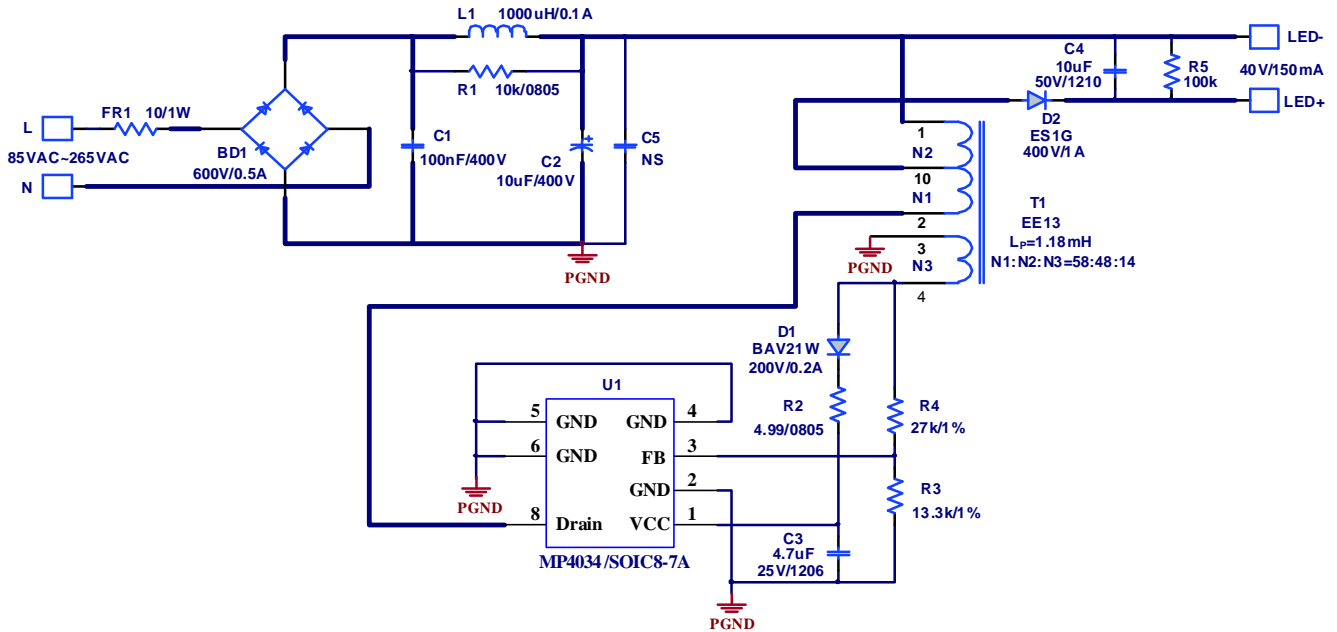 L1 1000uH/0.1A
R1 10k/0805
FR1 10/1W
L
85VAC~265VAC
N
BD1
600V/0.5A
C1
100nF/400V
C2
10uF/400V
C5
NS
PGND
C4
10uF
50V/1210
R5
100k
LED-
40V/150mA
LED+
D2
ES1G
400V/1A
1
N2
10
N1
2
3
N3
4
PGND
T1
EE13
LP=1.18mH
N1:N2:N3=58:48:14
D1
BAV21W
200V/0.2A
R2
4.99/0805
R4
27k/1%
R3
13.3k/1%
U1
5 GND GND 4
6 GND FB 3
GND 2
8 Drain VCC 1
MP4034/SOIC8-7A
PGND
C3
4.7uF
25V/1206
PGND